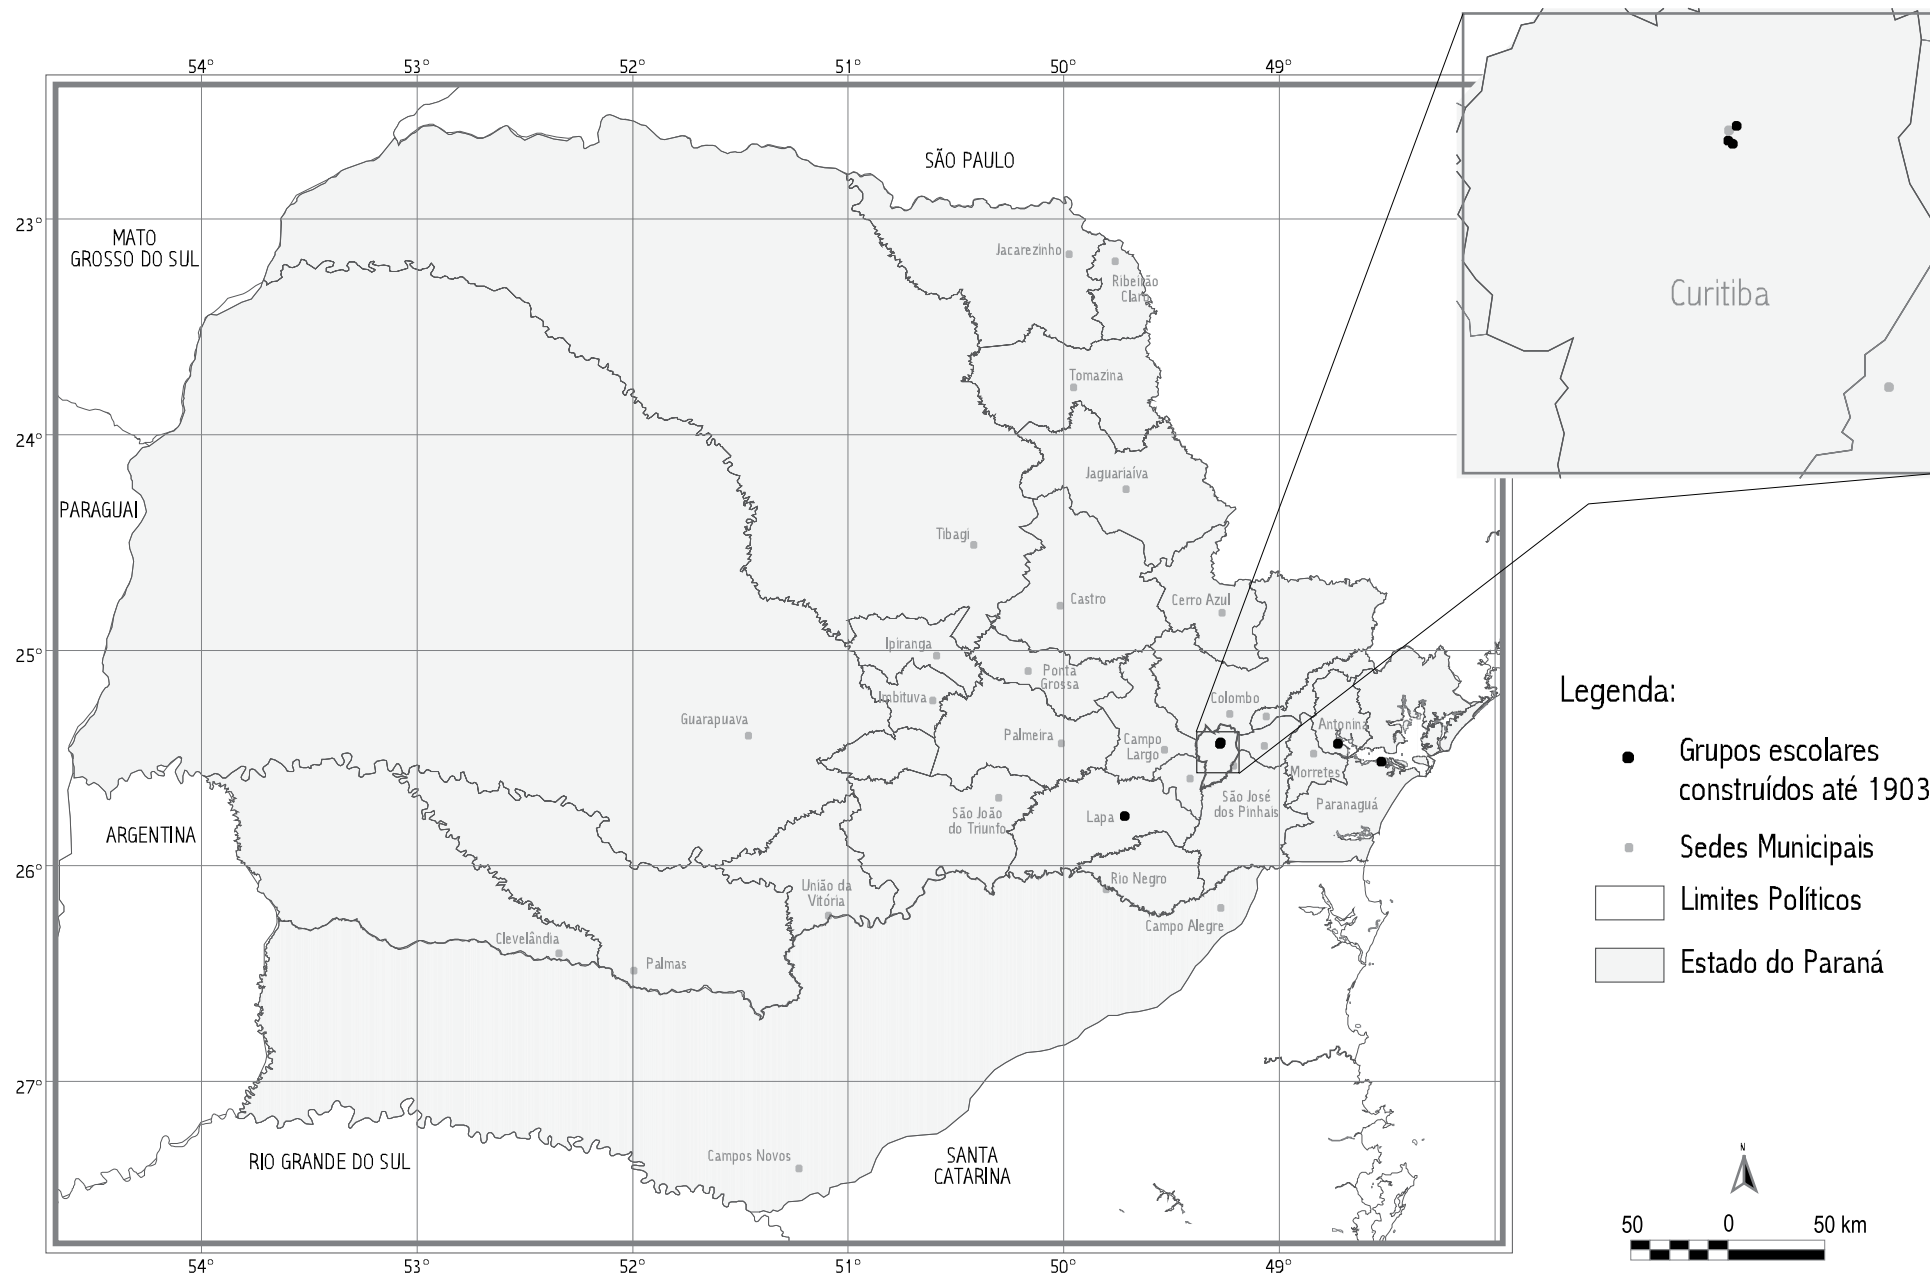 54°
53°
52°
51°
50°
49°
SÃO PAULO
MATO
GROSSO DO SUL
23°
Jacarezinho
Ribeirão
Claro
Curitiba
Tomazina
24°
Jaguariaíva
PARAGUAI
Tibagi
Castro
Cerro Azul
25°
Ipiranga
Ponta
Grossa
Imbituva
Colombo
Guarapuava
Palmeira
Campo
Largo
Antonina
Morretes
São José
dos Pinhais
Paranaguá
São João
do Triunfo
Lapa
ARGENTINA
26°
Rio Negro
União da
Vitória
Campo Alegre
Clevelândia
Palmas
27°
Campos Novos
RIO GRANDE DO SUL
SANTA
CATARINA
54°
53°
52°
51°
50°
49°
Legenda:
Grupos escolares
construídos até 1903
Sedes Municipais
Limites Políticos
Estado do Paraná
N
50 0 50 km